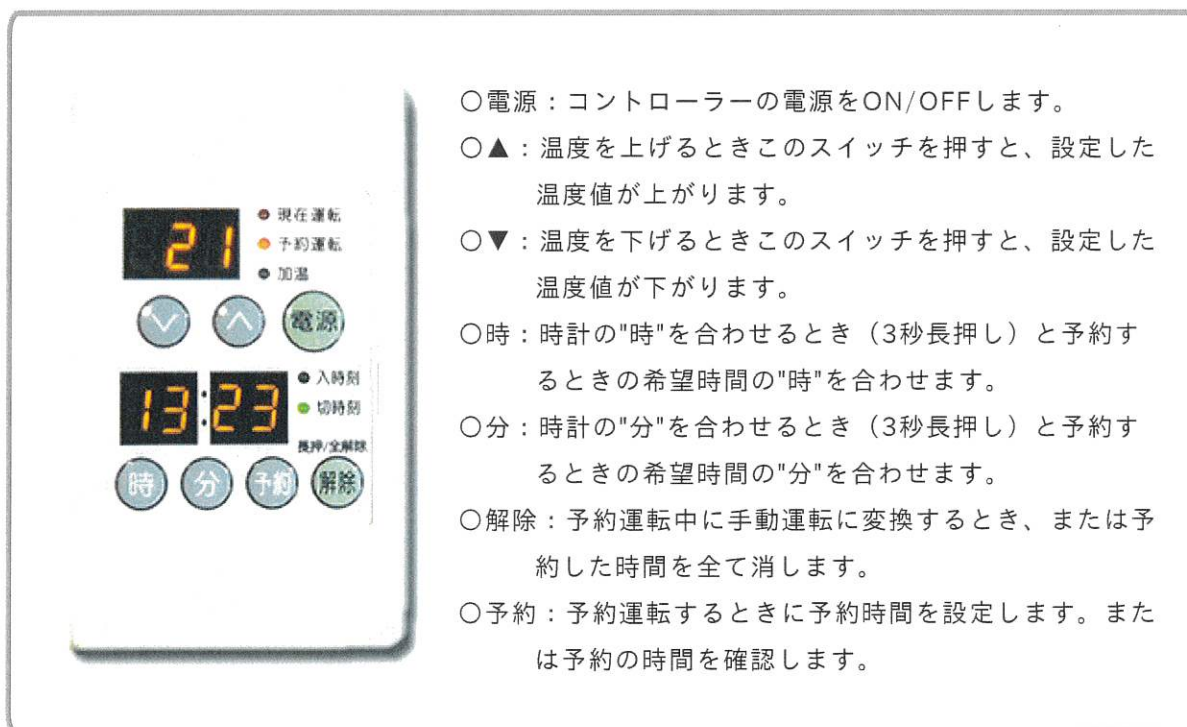 21
現在運転
予約運転
加温
電源
13:23
入時刻
切時刻
長押/全解除
時
分
予約
解除
○電源：コントローラーの電源をON/OFFします。
○▲：温度を上げるときこのスイッチを押すと、設定した
温度値が上がります。
○▼：温度を下げるときこのスイッチを押すと、設定した
温度値が下がります。
○時：時計の"時"を合わせるとき（3秒長押し）と予約す
るときの希望時間の"時"を合わせます。
○分：時計の"分"を合わせるとき（3秒長押し）と予約す
るときの希望時間の"分"を合わせます。
○解除：予約運転中に手動運転に変換するとき、または予
約した時間を全て消します。
○予約：予約運転するときに予約時間を設定します。また
は予約の時間を確認します。